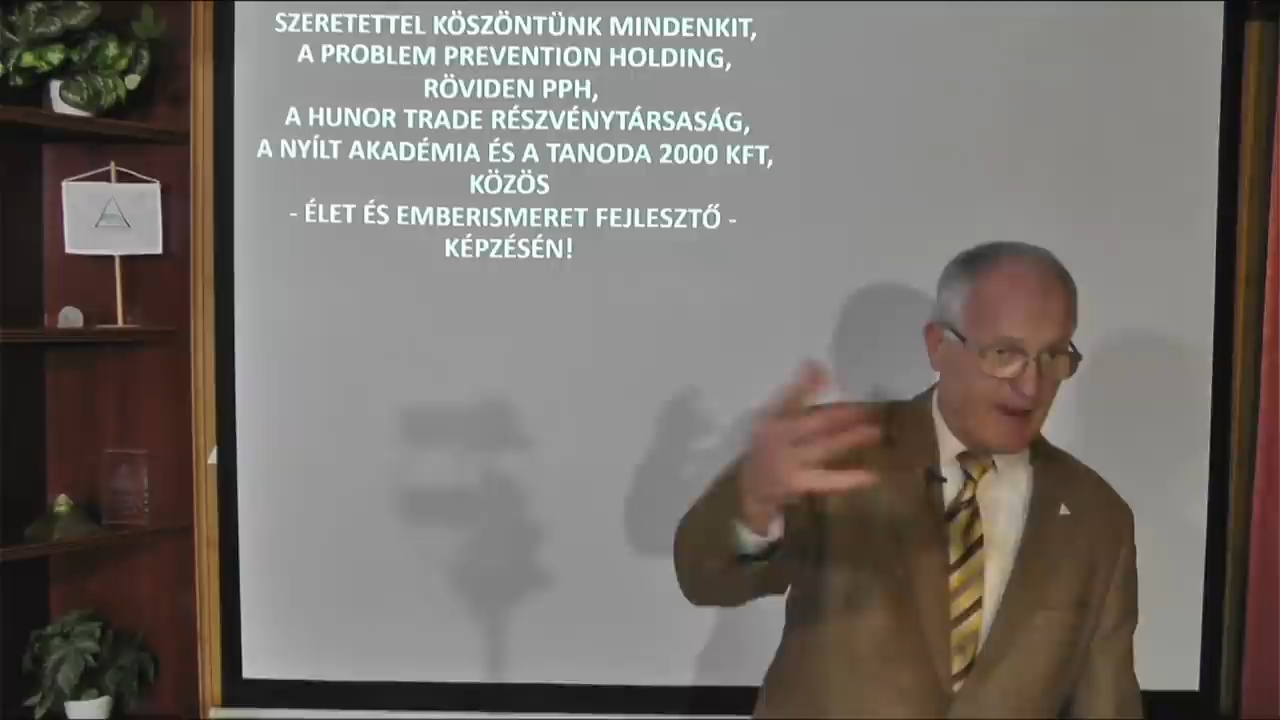 SZERETETTEL KÖSZÖNTÜNK MINDENKIT,
A PROBLEM PREVENTION HOLDING,
RÖVIDEN PPH,
A HUNOR TRADE RÉSZVÉNYTÁRSASÁG,
A NYÍLT AKADÉMIA ÉS A TANODA 2000 KFT,
KÖZÖS
- ÉLET ÉS EMBERISMERET FEJLESZTŐ -
KÉPZÉSÉN!